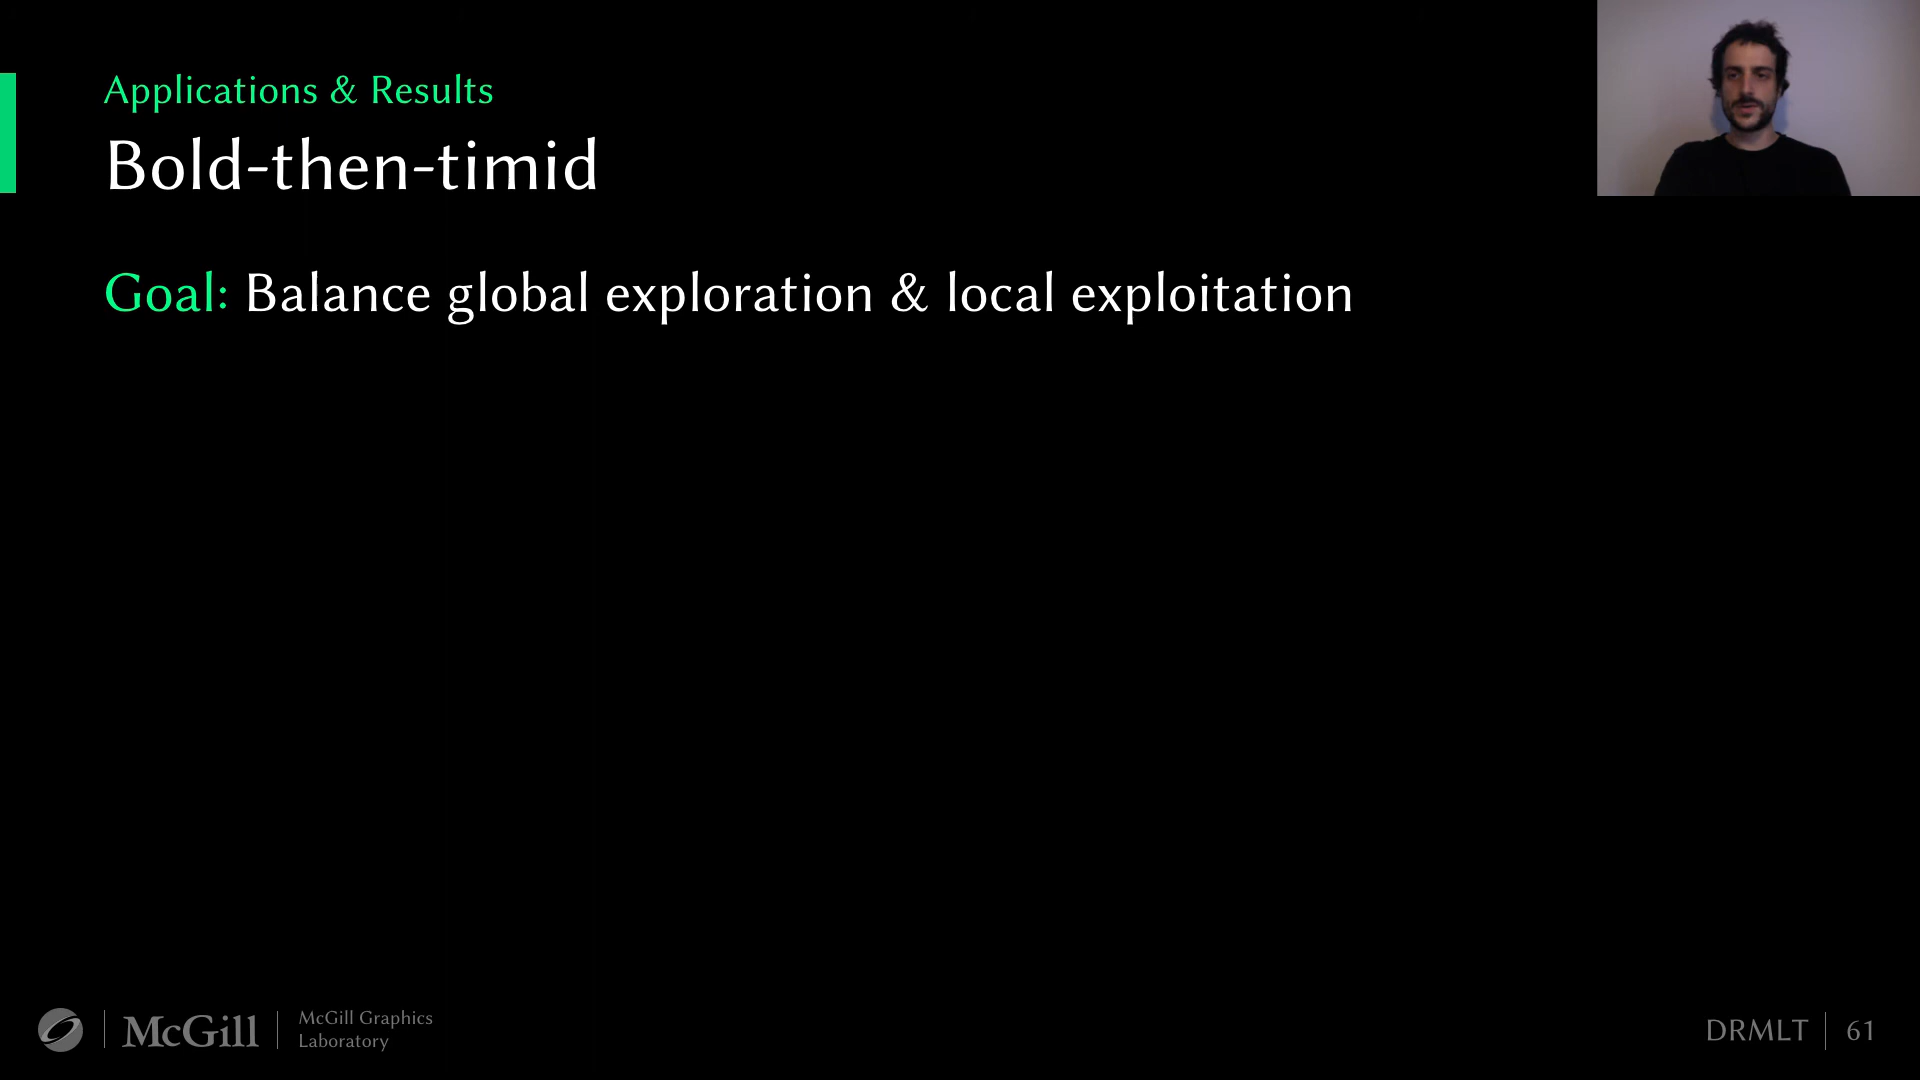 Applications & Results
Bold-then-timid
Goal: Balance global exploration & local exploitation
McGill
McGill Graphics
Laboratory
DRMLT
61